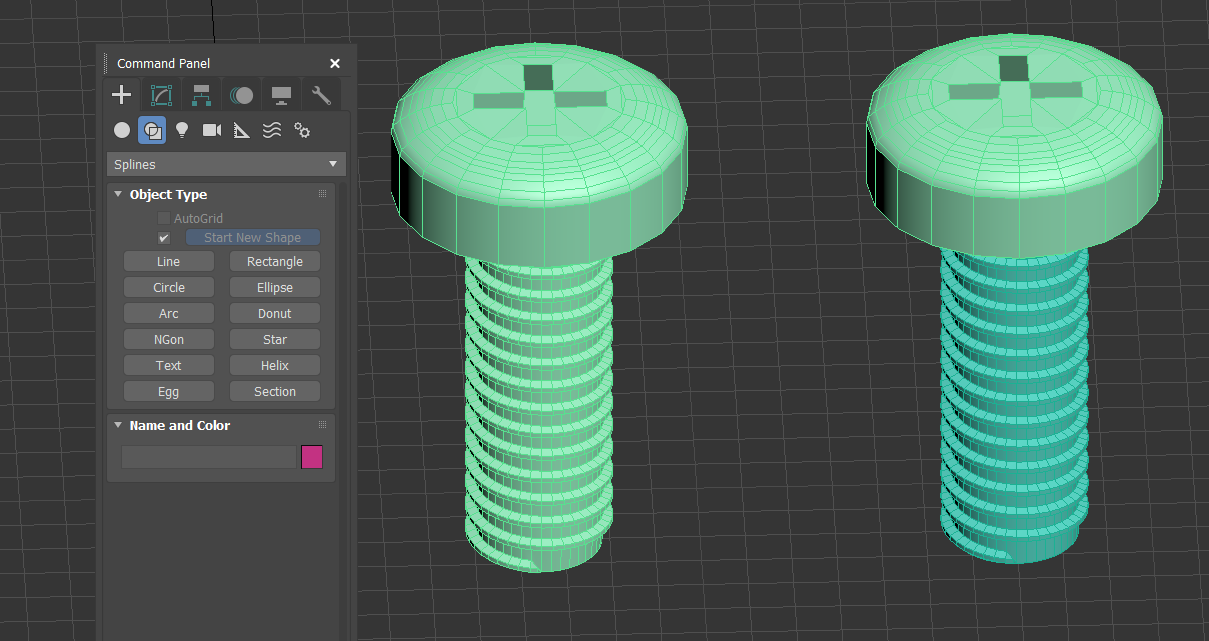 Command Panel
Splines
Object Type
AutoGrid
Start New Shape
Line Rectangle
Circle Ellipse
Arc Donut
NGon Star
Text Helix
Egg Section
Name and Color